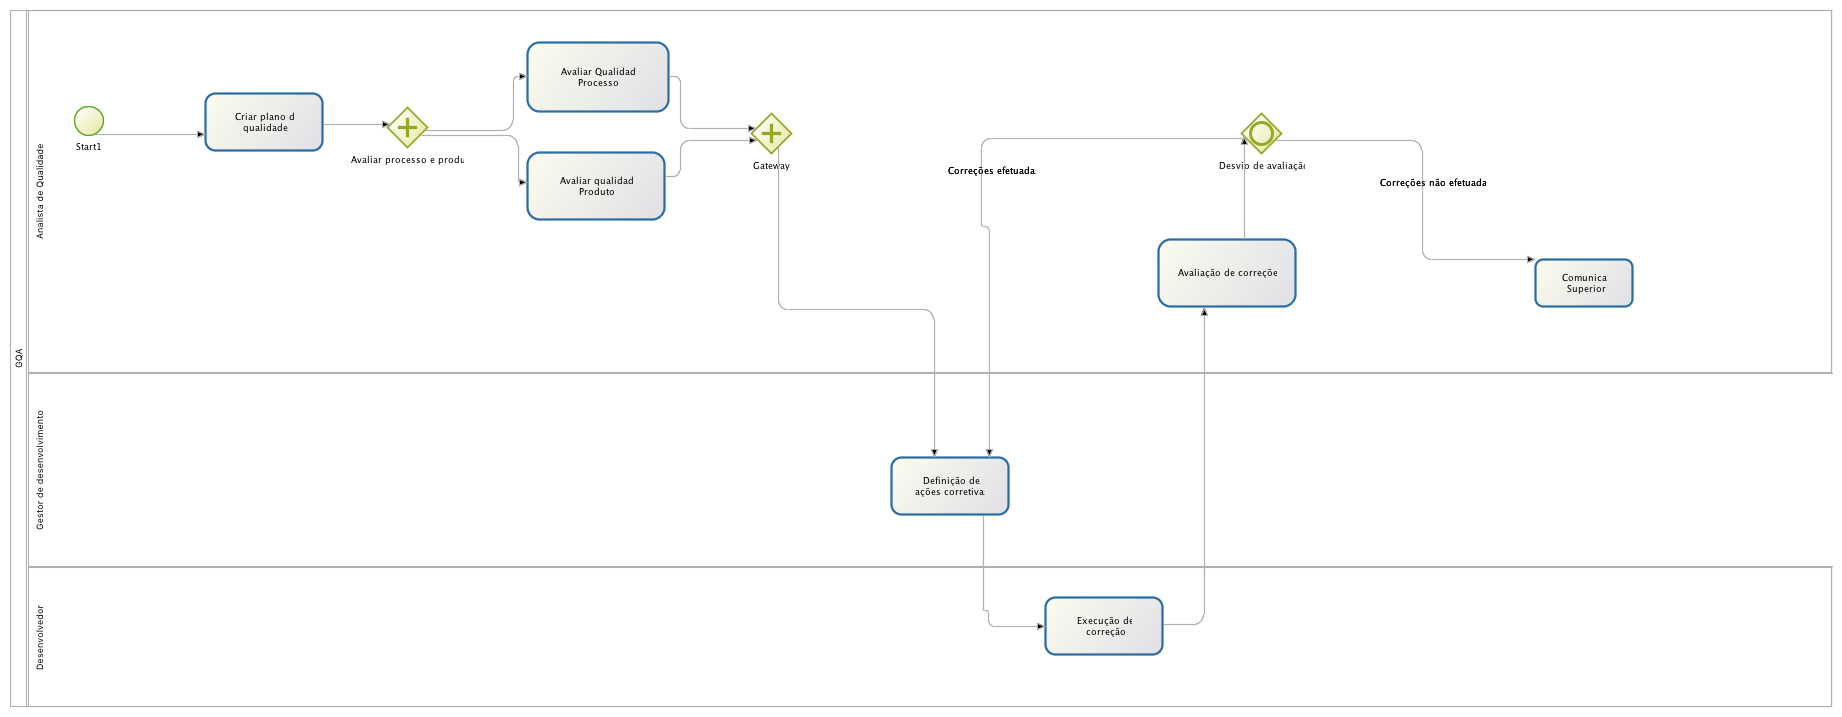 GQA
Analista de Qualidade
Start1
Criar plano d
qualidade
Avaliar processo e produ
Avaliar Qualidad
Processo
Avaliar qualidad
Produto
Gateway
Correções efetuada
Desvio de avaliaçã
Correções não efetuada
Avaliação de correçõe
Comunica
Superior
Gestor de desenvolvimento
Definição de
ações corretiva
Desenvolvedor
Execução de
correção